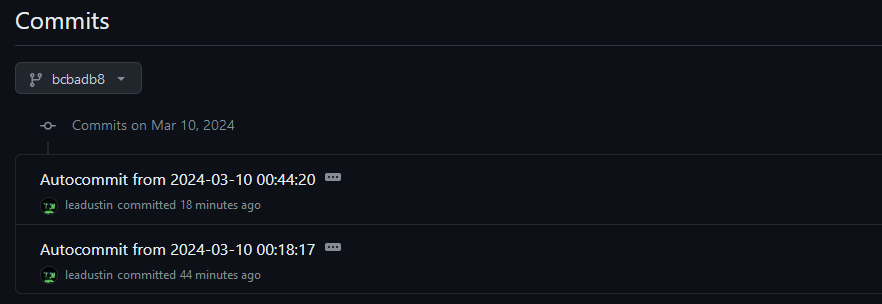 Commits
bcbadb8
Commits on Mar 10, 2024
Autocommit from 2024-03-10 00:44:20
leadustin committed 18 minutes ago
Autocommit from 2024-03-10 00:18:17
leadustin committed 44 minutes ago